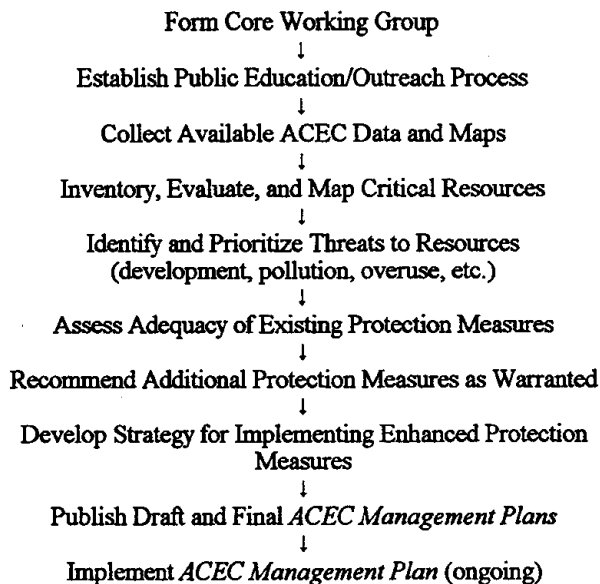 Form Core Working Group
↓
Establish Public Education/Outreach Process
↓
Collect Available ACEC Data and Maps
↓
Inventory, Evaluate, and Map Critical Resources
↓
Identify and Prioritize Threats to Resources
(development, pollution, overuse, etc.)
↓
Assess Adequacy of Existing Protection Measures
↓
Recommend Additional Protection Measures as Warranted
↓
Develop Strategy for Implementing Enhanced Protection
Measures
↓
Publish Draft and Final ACEC Management Plans
↓
Implement ACEC Management Plan (ongoing)